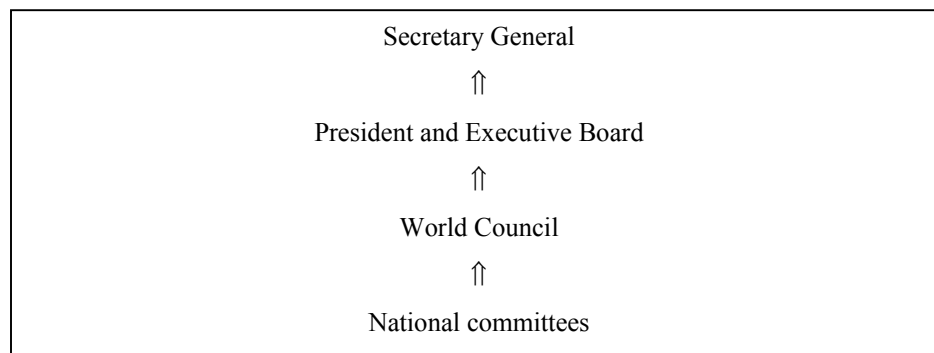 Secretary General
⇑
President and Executive Board
⇑
World Council
⇑
National committees